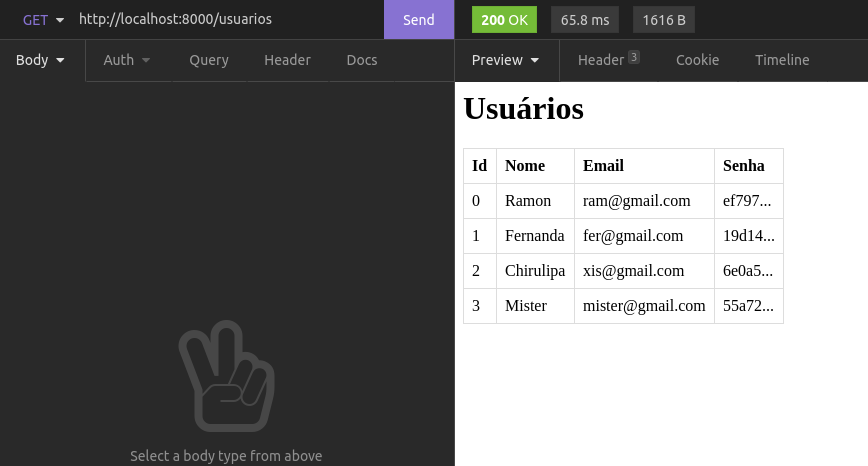 GET http://localhost:8000/usuarios Send 200 OK 65.8 ms 1616 B
Body Auth Query Header Docs Preview Header 3 Cookie Timeline
Usuários
Id Nome Email Senha
0 Ramon ram@gmail.com ef797...
1 Fernanda fer@gmail.com 19d14...
2 Chirulipa xis@gmail.com 6e0a5...
3 Mister mister@gmail.com 55a72...
Select a body type from above